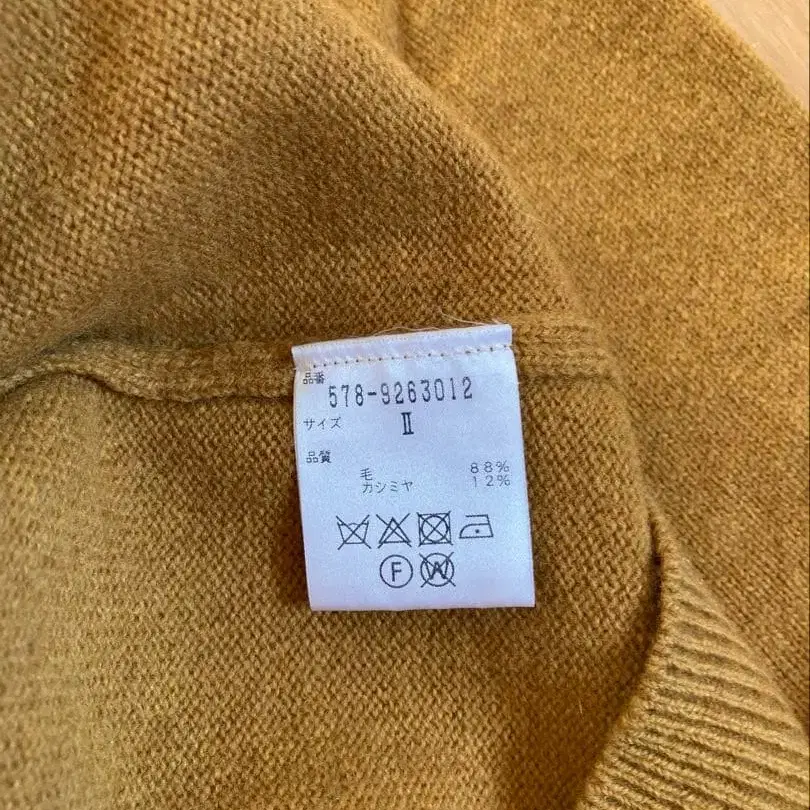 品番
578-9263012
サイズ Ⅱ
品質
毛 88%
カシミヤ 12%
F W